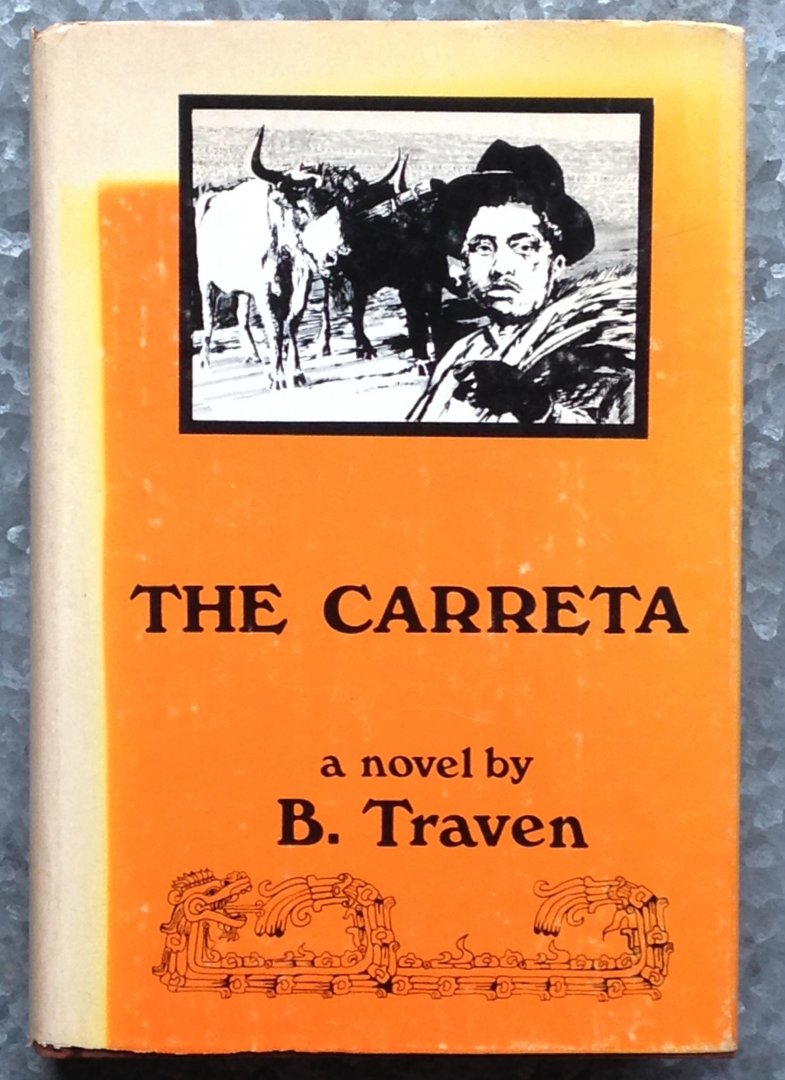 THE CARRETA
a novel by
B. Traven